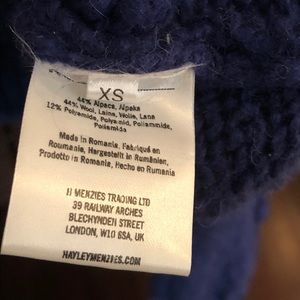 XS
44% Alpaca, Alpaka
44% Wool, Laine, Wolle, Lana
12% Polyamide, Polyamid, Poliammide,
Poliamida
Made in Romania, Fabriqué en
Roumanie, Hergestellt in Rumänien,
Prodotto in Romania, Hecho en Rumania
H MENZIES TRADING LTD
39 RAILWAY ARCHES
BLECHYNDEN STREET
LONDON, W10 6SA, UK
HAYLEYMENZIES.COM